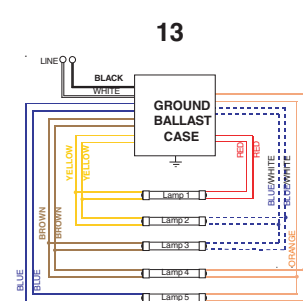 13
LINE
BLACK
WHITE
GROUND
BALLAST
CASE
YELLOW
YELLOW
RED
RED
BLUE/WHITE
BLUE/WHITE
Lamp 1
Lamp 2
BROWN
BROWN
Lamp 3
ORANGE
Lamp 4
BLUE
BLUE
Lamp 5